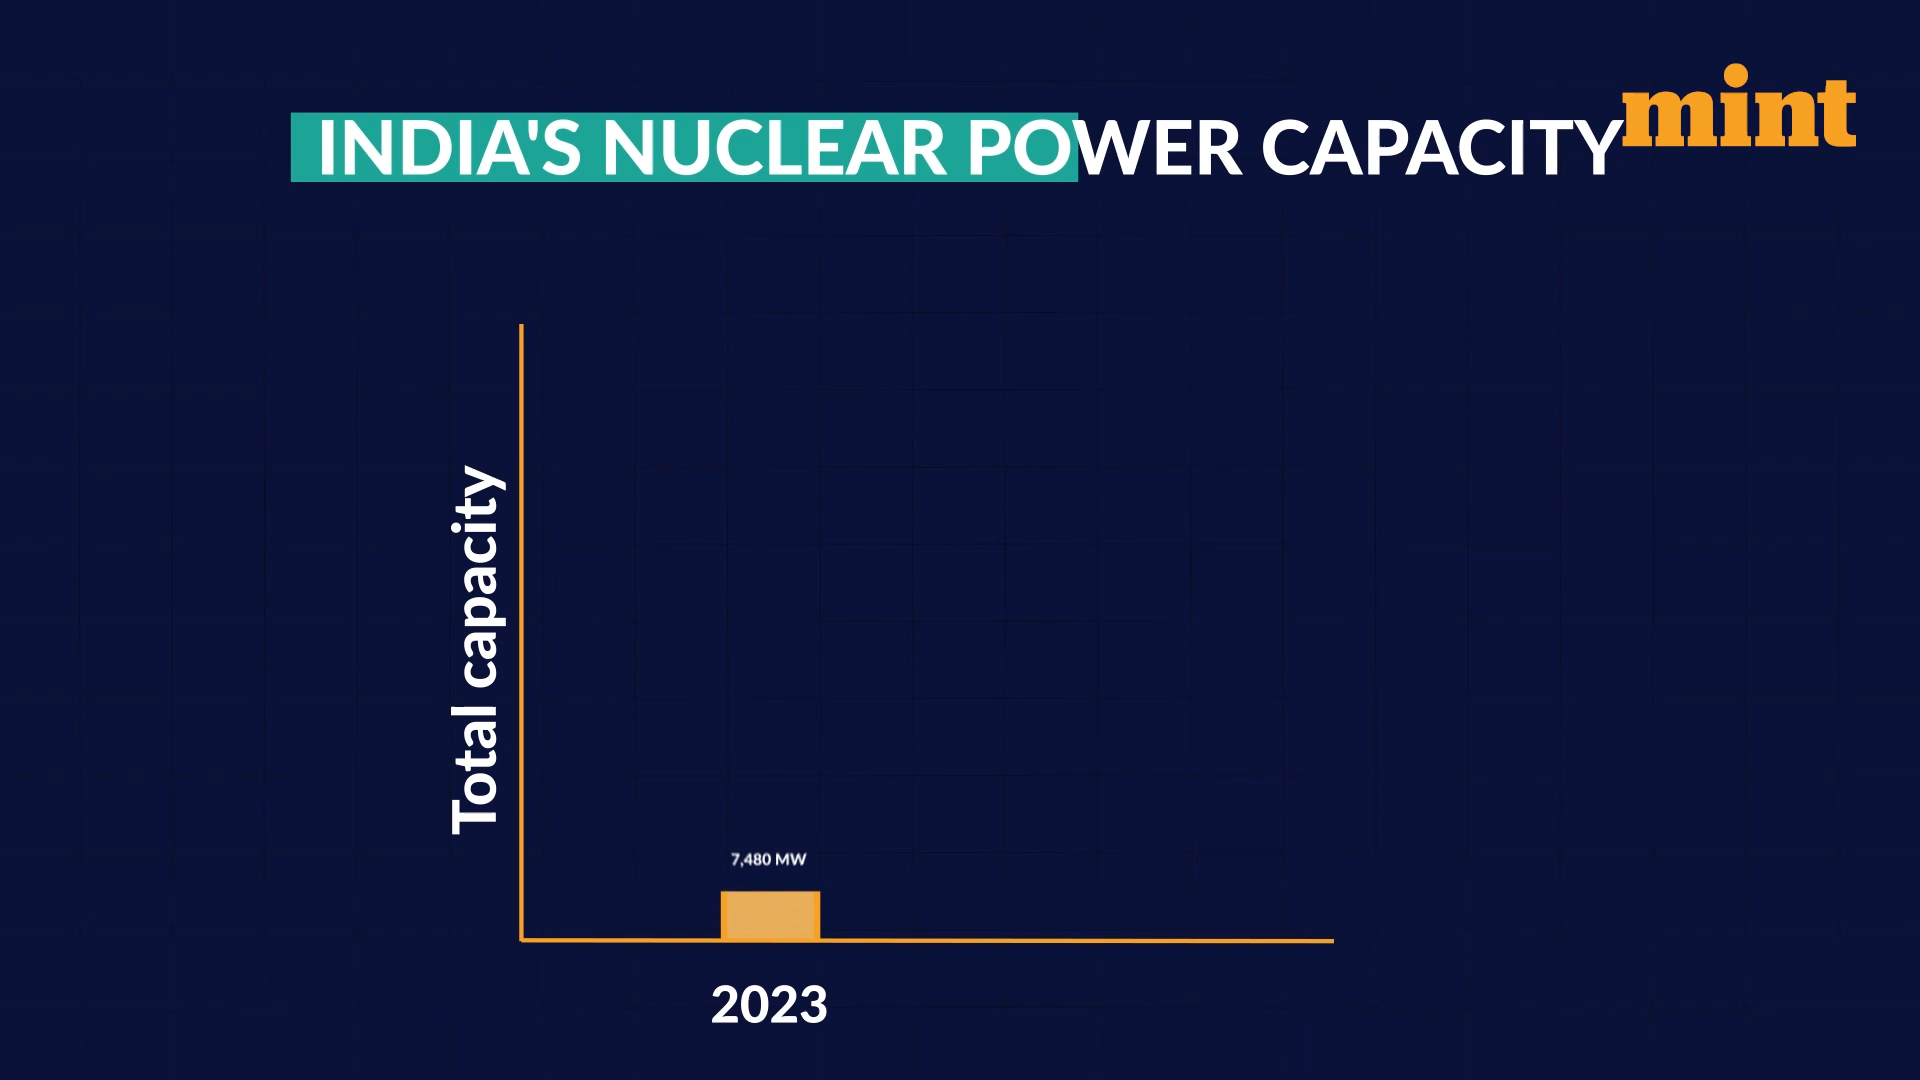 INDIA'S NUCLEAR POWER CAPACITY
mint
Total capacity
7,480 MW
2023